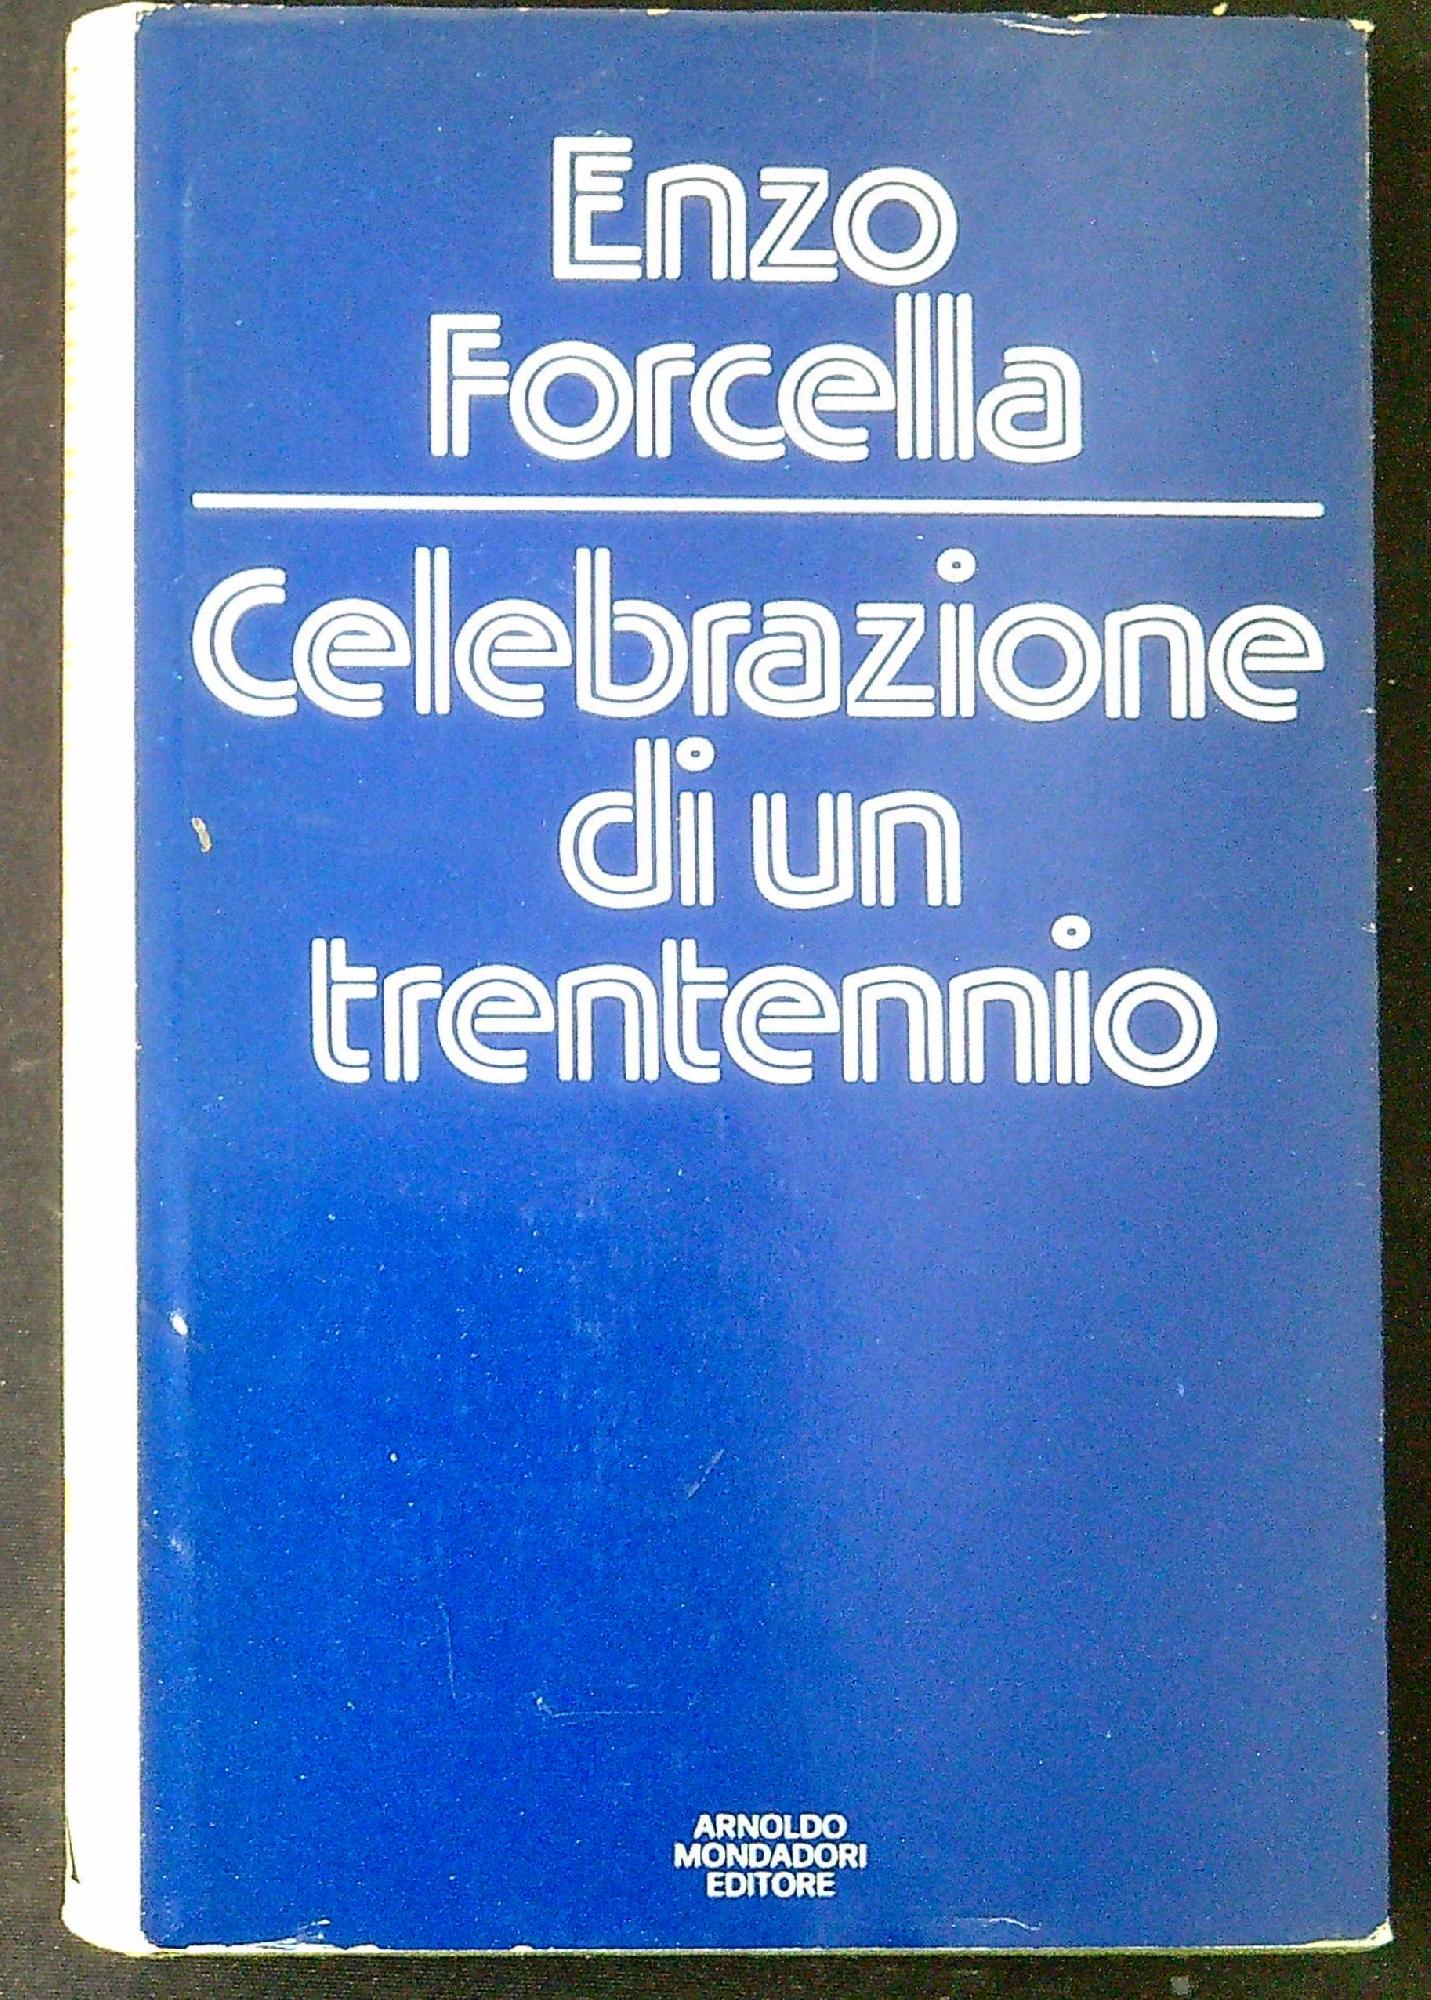 Enzo
Forcella
Celebrazione
di un
trentennio
ARNOLDO
MONDADORI
EDITORE